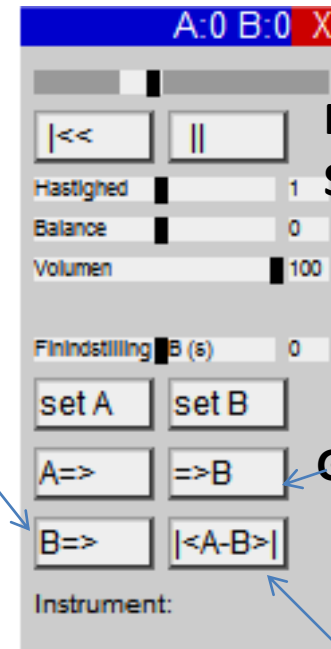 A:0 B:0 X
|<< ||
Hastighed 1
Balance 0
Volumen 100
Finindstilling B (s) 0
set A set B
A=> =>B
B=> |<A-B>|
Instrument: